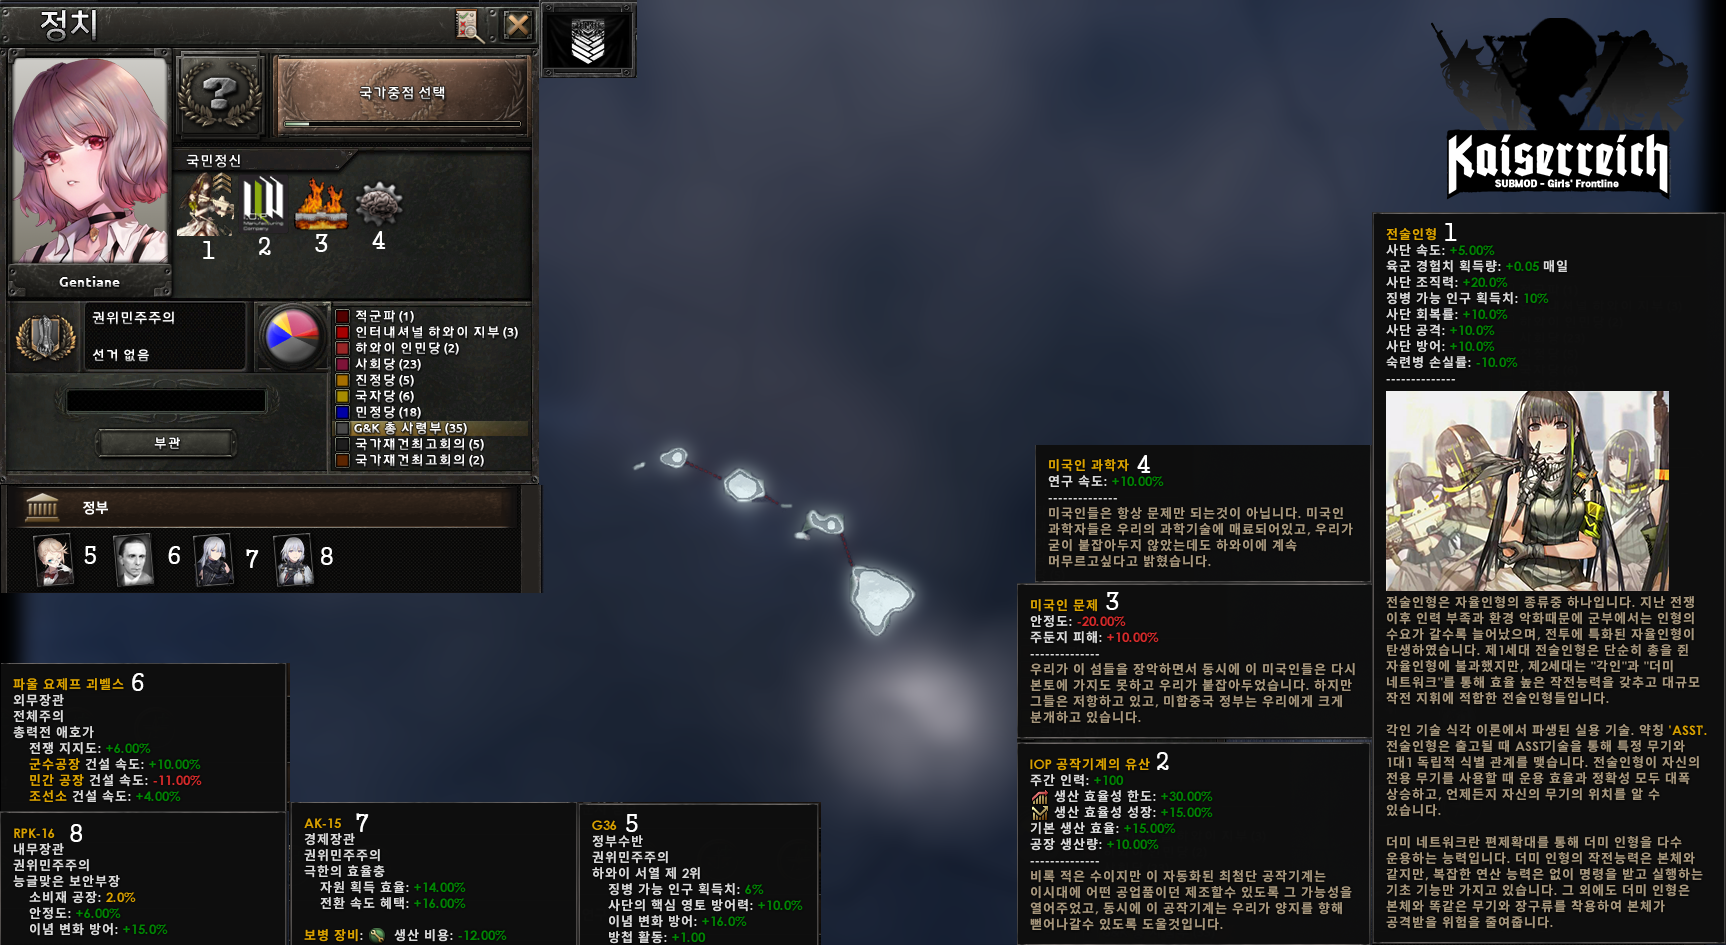 정치
국가중점 선택
국민정신
1
2
3
4
I.O.P.
Manufacturing
Company
Gentiane
권위민주주의
선거 없음
부관
적군파 (1)
인터내셔널 하와이 지부 (3)
하와이 인민당 (2)
사회당 (23)
진정당 (5)
국자당 (6)
민정당 (18)
G&K 총 사령부 (35)
국가재건최고회의 (5)
국가재건최고회의 (2)
정부
5
6
7
8
Kaiserreich
SUBMOD - Girls' Frontline
전술인형 1
사단 속도: +5.00%
육군 경험치 획득량: +0.05 매일
사단 조직력: +20.0%
징병 가능 인구 획득치: 10%
사단 회복률: +10.0%
사단 공격: +10.0%
사단 방어: +10.0%
숙련병 손실률: -10.0%
--------------
전술인형은 자율인형의 종류중 하나입니다. 지난 전쟁
이후 인력 부족과 환경 악화때문에 군부에서는 인형의
수요가 갈수록 늘어났으며, 전투에 특화된 자율인형이
탄생하였습니다. 제1세대 전술인형은 단순히 총을 쥔
자율인형에 불과했지만, 제2세대는 "각인"과 "더미
네트워크"를 통해 효율 높은 작전능력을 갖추고 대규모
작전 지휘에 적합한 전술인형들입니다.
각인 기술 식각 이론에서 파생된 실용 기술. 약칭 'ASST'.
전술인형은 출고될 때 ASST기술을 통해 특정 무기와
1대1 독립적 식별 관계를 맺습니다. 전술인형이 자신의
전용 무기를 사용할 때 운용 효율과 정확성 모두 대폭
상승하고, 언제든지 자신의 무기의 위치를 알 수
있습니다.
더미 네트워크란 편제확대를 통해 더미 인형을 다수
운용하는 능력입니다. 더미 인형의 작전능력은 본체와
같지만, 복잡한 연산 능력은 없이 명령을 받고 실행하는
기초 기능만 가지고 있습니다. 그 외에도 더미 인형은
본체와 똑같은 무기와 장구류를 착용하여 본체가
공격받을 위험을 줄여줍니다.
미국인 과학자 4
연구 속도: +10.00%
--------------
미국인들은 항상 문제만 되는것이 아닙니다. 미국인
과학자들은 우리의 과학기술에 매료되어있고, 우리가
굳이 붙잡아두지 않았는데도 하와이에 계속
머무르고싶다고 밝혔습니다.
미국인 문제 3
안정도: -20.00%
주둔지 피해: +10.00%
--------------
우리가 이 섬들을 장악하면서 동시에 이 미국인들은 다시
본토에 가지도 못하고 우리가 붙잡아두었습니다. 하지만
그들은 저항하고 있고, 미합중국 정부는 우리에게 크게
분개하고 있습니다.
IOP 공작기계의 유산 2
주간 인력: +100
생산 효율성 한도: +30.00%
생산 효율성 성장: +15.00%
기본 생산 효율: +15.00%
공장 생산량: +10.00%
--------------
비록 적은 수이지만 이 자동화된 최첨단 공작기계는
이시대에 어떤 공업품이던 제조할수 있도록 그 가능성을
열어주었고, 동시에 이 공작기계는 우리가 양지를 향해
뻗어나갈수 있도록 도울것입니다.
파울 요제프 괴벨스 6
외무장관
전체주의
총력전 애호가
전쟁 지지도: +6.00%
군수공장 건설 속도: +10.00%
민간 공장 건설 속도: -11.00%
조선소 건설 속도: +4.00%
RPK-16 8
내무장관
권위민주주의
능글맞은 보안부장
소비재 공장: 2.0%
안정도: +6.00%
이념 변화 방어: +15.0%
AK-15 7
경제장관
권위민주주의
극한의 효율충
자원 획득 효율: +14.00%
전환 속도 혜택: +16.00%
보병 장비: 생산 비용: -12.00%
G36 5
정부수반
권위민주주의
하와이 서열 제 2위
징병 가능 인구 획득치: 6%
사단의 핵심 영토 방어력: +10.0%
이념 변화 방어: +16.0%
방첩 활동: +1.00